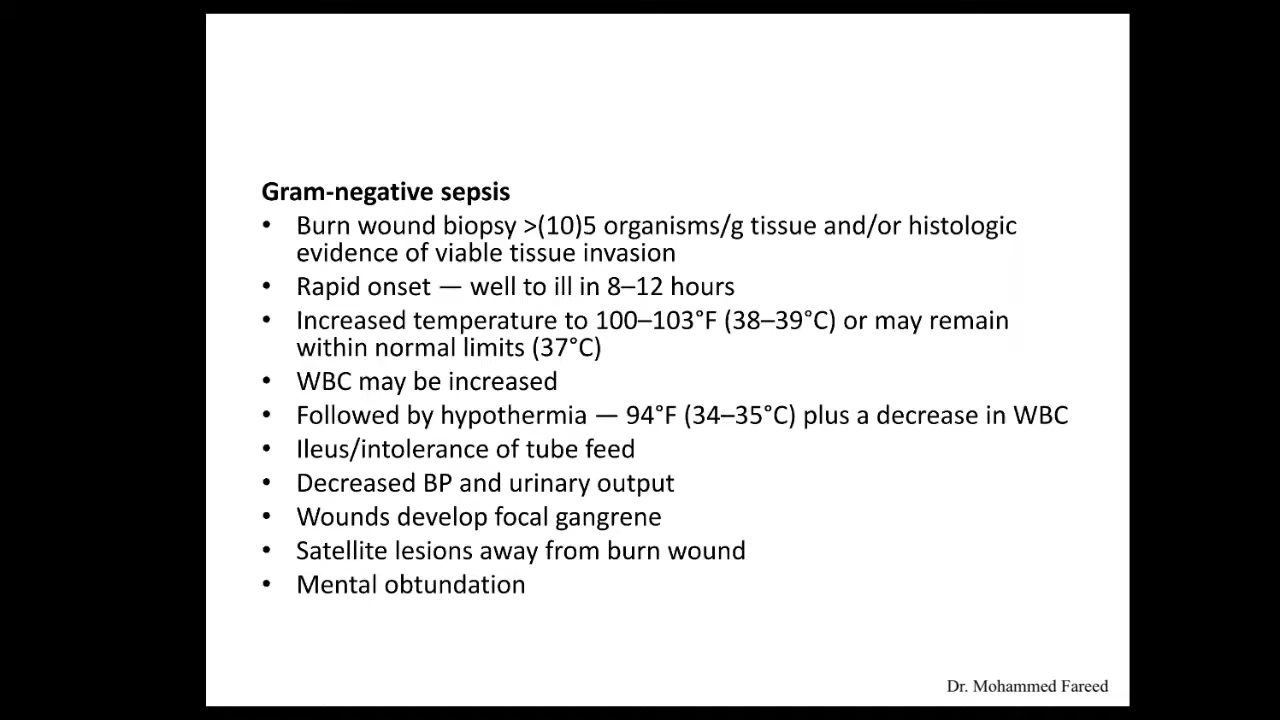 Gram-negative sepsis
• Burn wound biopsy >(10)5 organisms/g tissue and/or histologic
evidence of viable tissue invasion
• Rapid onset — well to ill in 8–12 hours
• Increased temperature to 100–103°F (38–39°C) or may remain
within normal limits (37°C)
• WBC may be increased
• Followed by hypothermia — 94°F (34–35°C) plus a decrease in WBC
• Ileus/intolerance of tube feed
• Decreased BP and urinary output
• Wounds develop focal gangrene
• Satellite lesions away from burn wound
• Mental obtundation
Dr. Mohammed Fareed